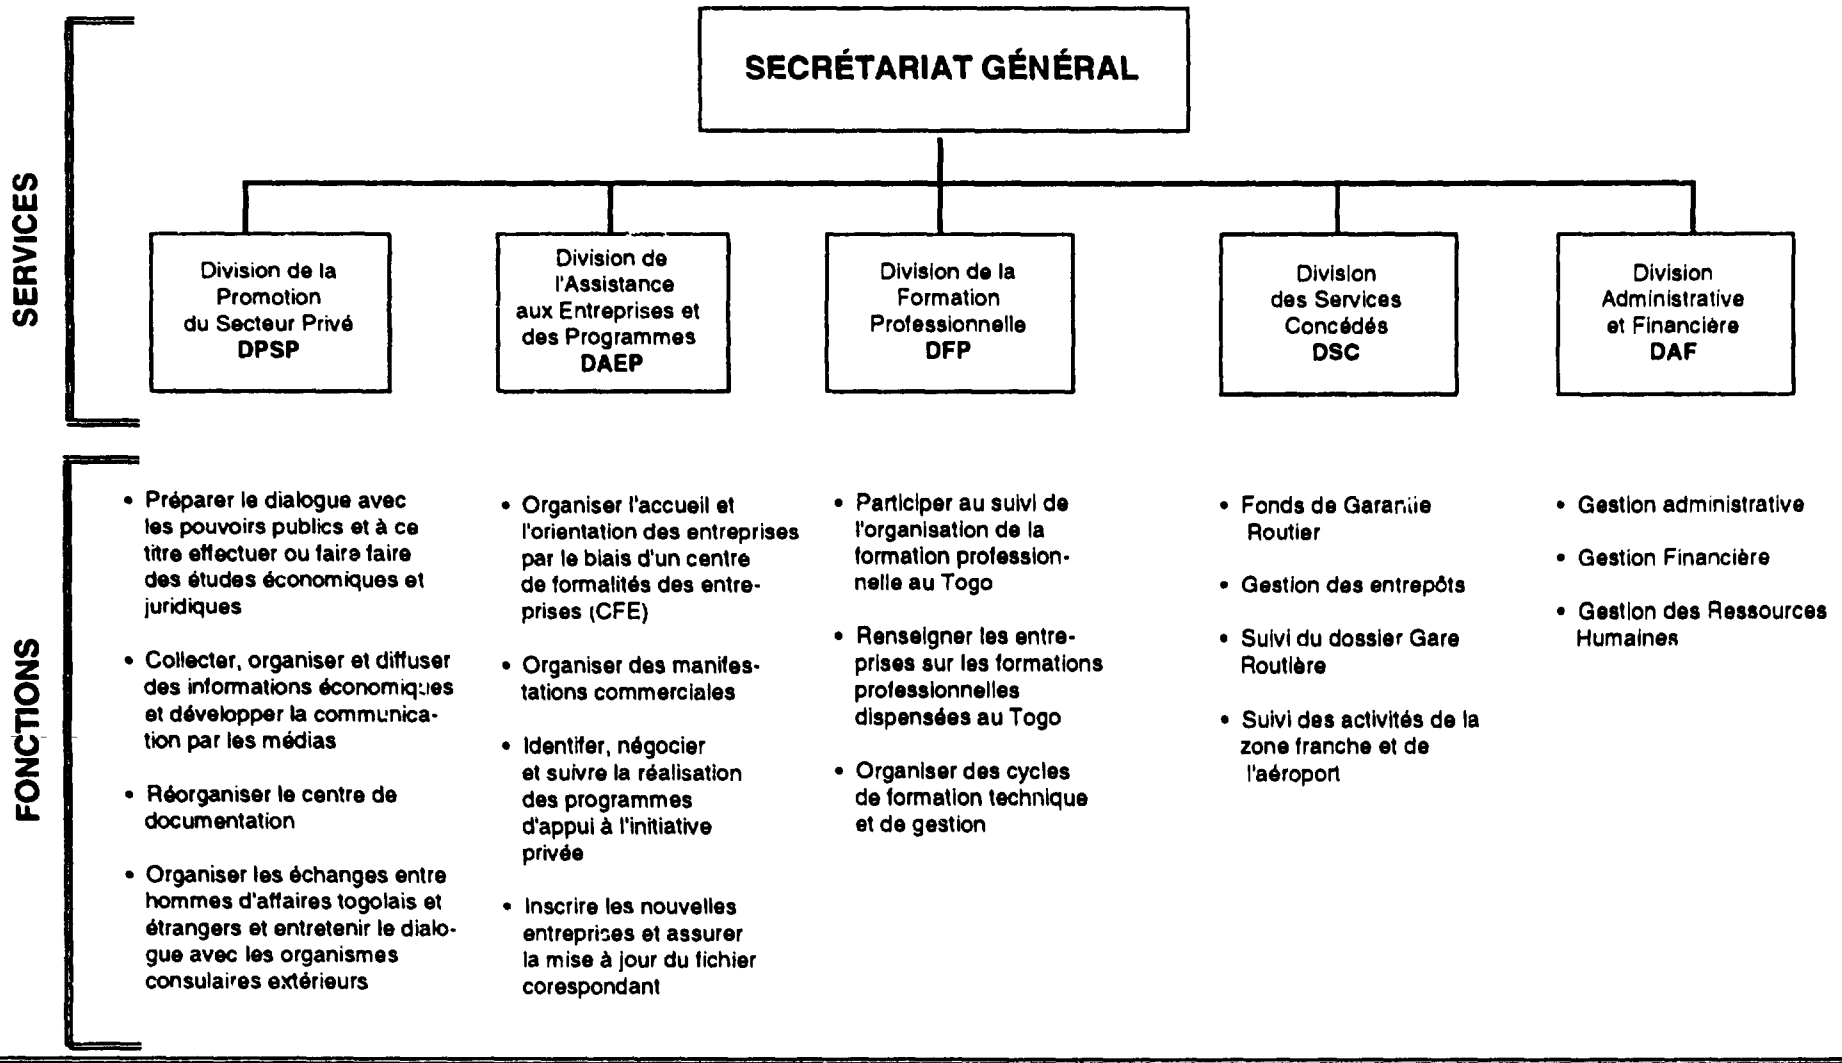 SERVICES
SECRÉTARIAT GÉNÉRAL
Division de la
Promotion
du Secteur Privé
DPSP
Division de
l'Assistance
aux Entreprises et
des Programmes
DAEP
Division de la
Formation
Professionnelle
DFP
Division
des Services
Concédés
DSC
Division
Administrative
et Financière
DAF
FONCTIONS
• Préparer le dialogue avec
les pouvoirs publics et à ce
titre effectuer ou faire faire
des études économiques et
juridiques
• Collecter, organiser et diffuser
des informations économiques
et développer la communica-
tion par les médias
• Réorganiser le centre de
documentation
• Organiser les échanges entre
hommes d'affaires togolais et
étrangers et entretenir le dialo-
gue avec les organismes
consulaires extérieurs
• Organiser l'accueil et
l'orientation des entreprises
par le biais d'un centre
de formalités des entre-
prises (CFE)
• Organiser des manifes-
tations commerciales
• Identifer, négocier
et suivre la réalisation
des programmes
d'appui à l'initiative
privée
• Inscrire les nouvelles
entreprises et assurer
la mise à jour du fichier
corespondant
• Participer au suivi de
l'organisation de la
formation profession-
nelle au Togo
• Renseigner les entre-
prises sur les formations
professionnelles
dispensées au Togo
• Organiser des cycles
de formation technique
et de gestion
• Fonds de Garantie
Routier
• Gestion des entrepôts
• Suivi du dossier Gare
Routière
• Suivi des activités de la
zone franche et de
l'aéroport
• Gestion administrative
• Gestion Financière
• Gestion des Ressources
Humaines